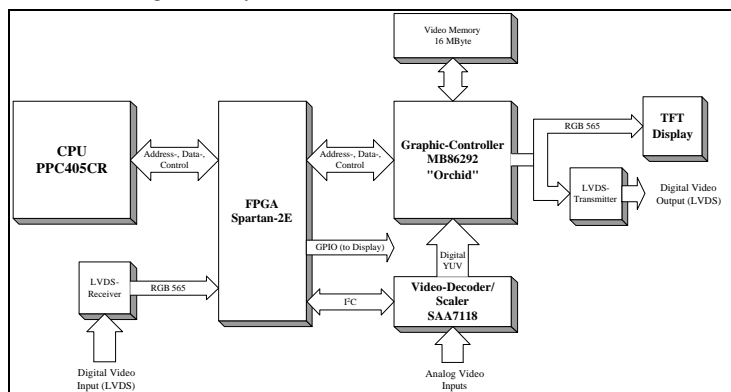 Video Memory
16 MByte
CPU
PPC405CR
Address-, Data-,
Control
FPGA
Spartan-2E
Address-, Data-,
Control
Graphic-Controller
MB86292
"Orchid"
RGB 565
TFT
Display
LVDS-
Transmitter
Digital Video
Output (LVDS)
GPIO (to Display)
Digital
YUV
LVDS-
Receiver
RGB 565
I²C
Video-Decoder/
Scaler
SAA7118
Digital Video
Input (LVDS)
Analog Video
Inputs